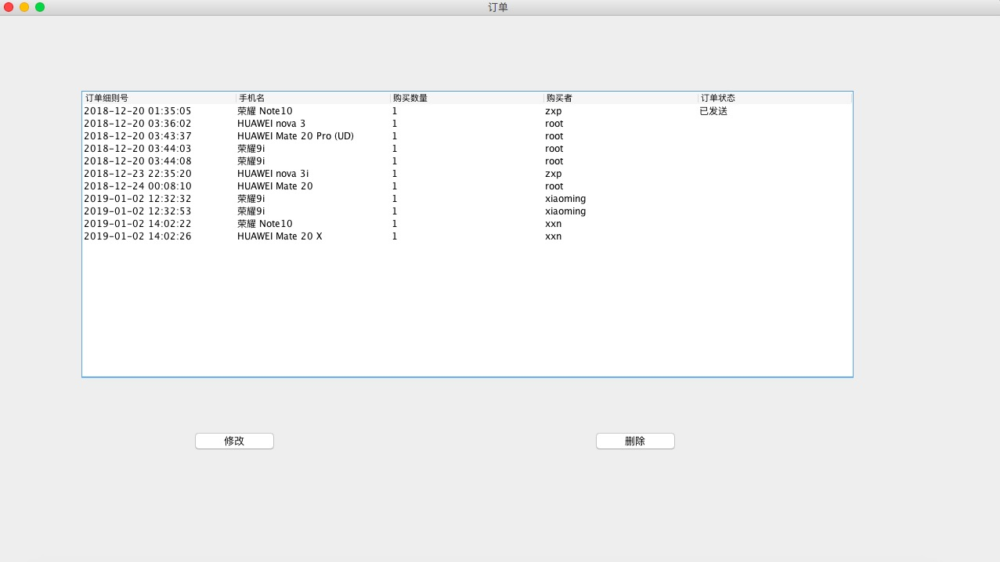 订单
订单细则号 手机名 购买数量 购买者 订单状态
2018-12-20 01:35:05 荣耀 Note10 1 zxp 已发送
2018-12-20 03:36:02 HUAWEI nova 3 1 root
2018-12-20 03:43:37 HUAWEI Mate 20 Pro (UD) 1 root
2018-12-20 03:44:03 荣耀9i 1 root
2018-12-20 03:44:08 荣耀9i 1 root
2018-12-23 22:35:20 HUAWEI nova 3i 1 zxp
2018-12-24 00:08:10 HUAWEI Mate 20 1 root
2019-01-02 12:32:32 荣耀9i 1 xiaoming
2019-01-02 12:32:53 荣耀9i 1 xiaoming
2019-01-02 14:02:22 荣耀 Note10 1 xxn
2019-01-02 14:02:26 HUAWEI Mate 20 X 1 xxn
修改 删除